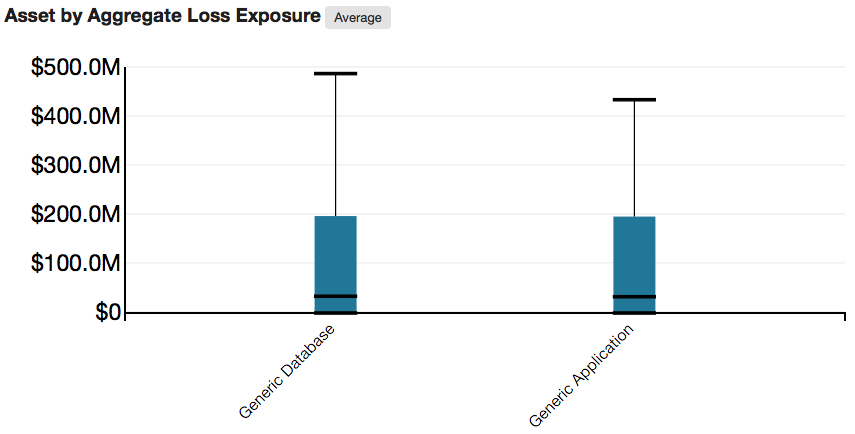 Asset by Aggregate Loss Exposure Average
$500.0M
$400.0M
$300.0M
$200.0M
$100.0M
$0
Generic Database
Generic Application